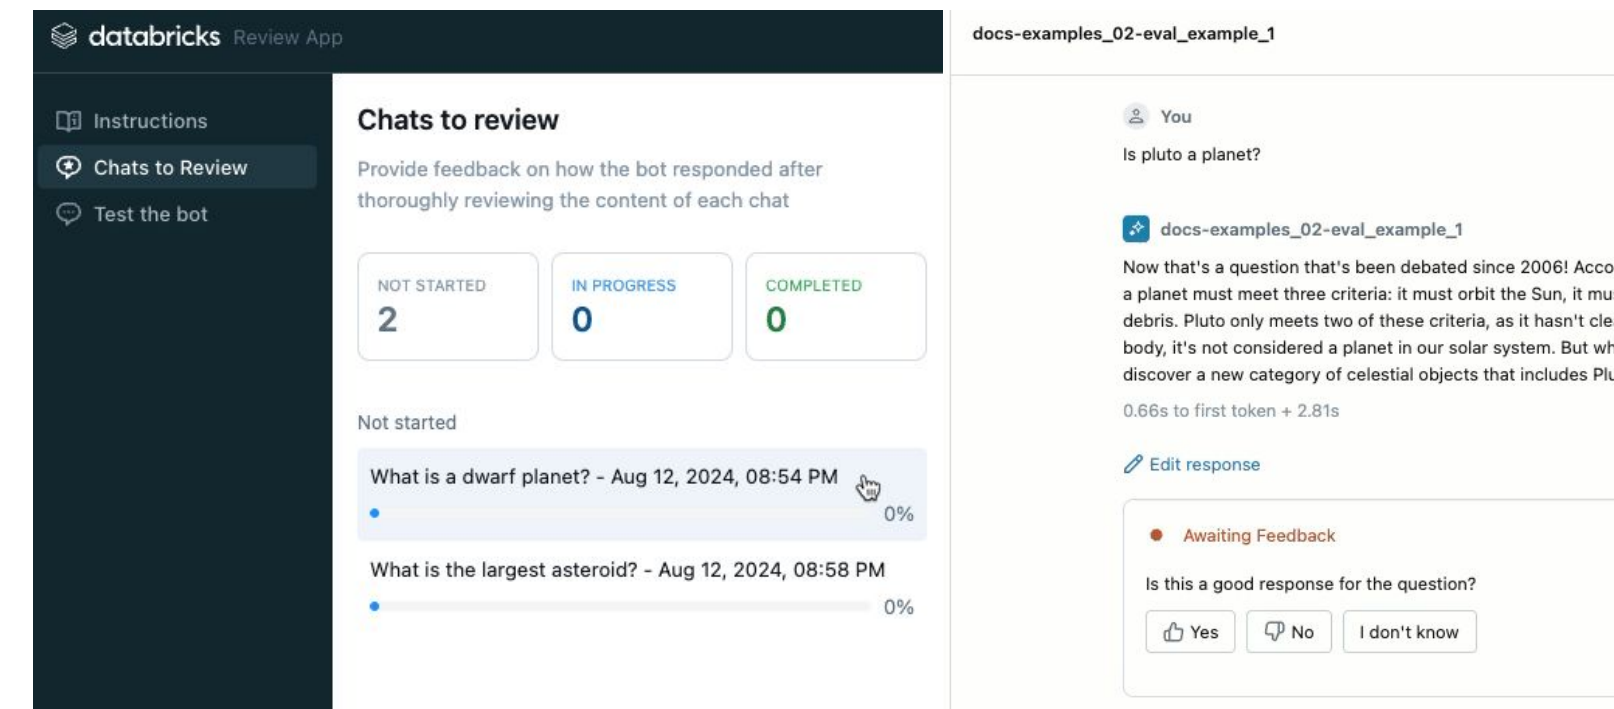 databricks Review App
Instructions
Chats to Review
Test the bot
Chats to review
Provide feedback on how the bot responded after
thoroughly reviewing the content of each chat
NOT STARTED
2
IN PROGRESS
0
COMPLETED
0
Not started
What is a dwarf planet? - Aug 12, 2024, 08:54 PM
0%
What is the largest asteroid? - Aug 12, 2024, 08:58 PM
0%
docs-examples_02-eval_example_1
You
Is pluto a planet?
docs-examples_02-eval_example_1
Now that's a question that's been debated since 2006! Acco
a planet must meet three criteria: it must orbit the Sun, it mu
debris. Pluto only meets two of these criteria, as it hasn't cle
body, it's not considered a planet in our solar system. But wh
discover a new category of celestial objects that includes Plu
0.66s to first token + 2.81s
Edit response
Awaiting Feedback
Is this a good response for the question?
Yes
No
I don't know